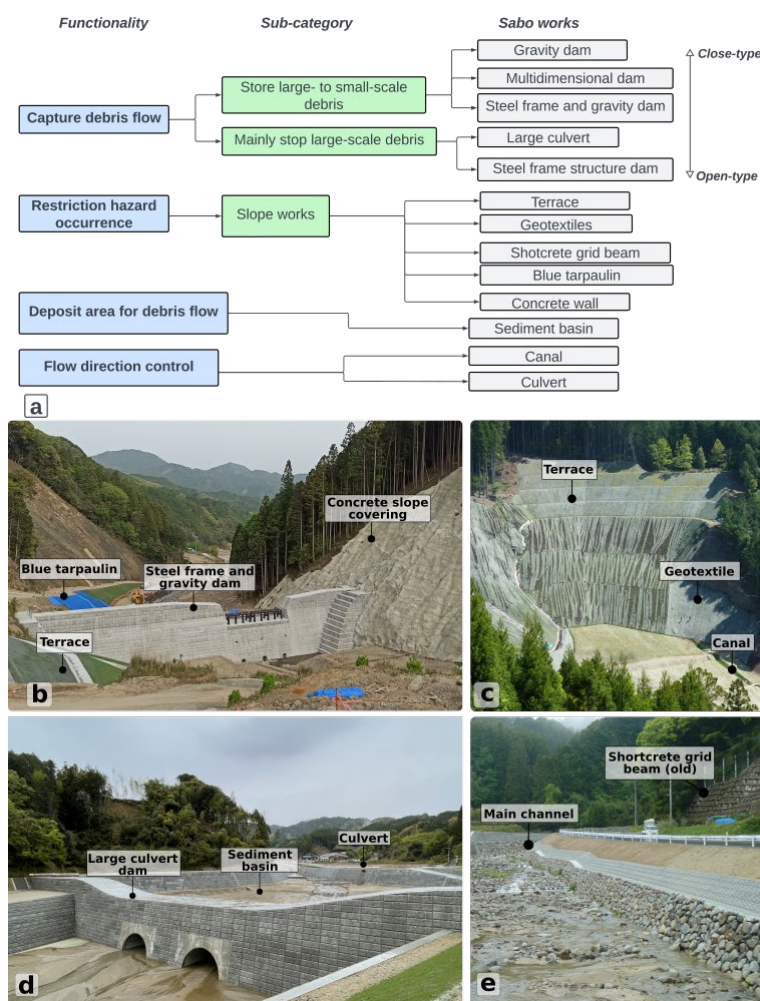 Functionality
Sub-category
Sabo works
Gravity dam
Close-type
Store large- to small-scale
debris
Multidimensional dam
Capture debris flow
Steel frame and gravity dam
Mainly stop large-scale debris
Large culvert
Steel frame structure dam
Open-type
Restriction hazard
occurrence
Slope works
Terrace
Geotextiles
Shotcrete grid beam
Blue tarpaulin
Concrete wall
Deposit area for debris flow
Sediment basin
Flow direction control
Canal
Culvert
a
Concrete slope
covering
Blue tarpaulin
Steel frame and
gravity dam
Terrace
b
Terrace
Geotextile
Canal
c
Culvert
Large culvert
dam
Sediment
basin
d
Shortcrete grid
beam (old)
Main channel
e